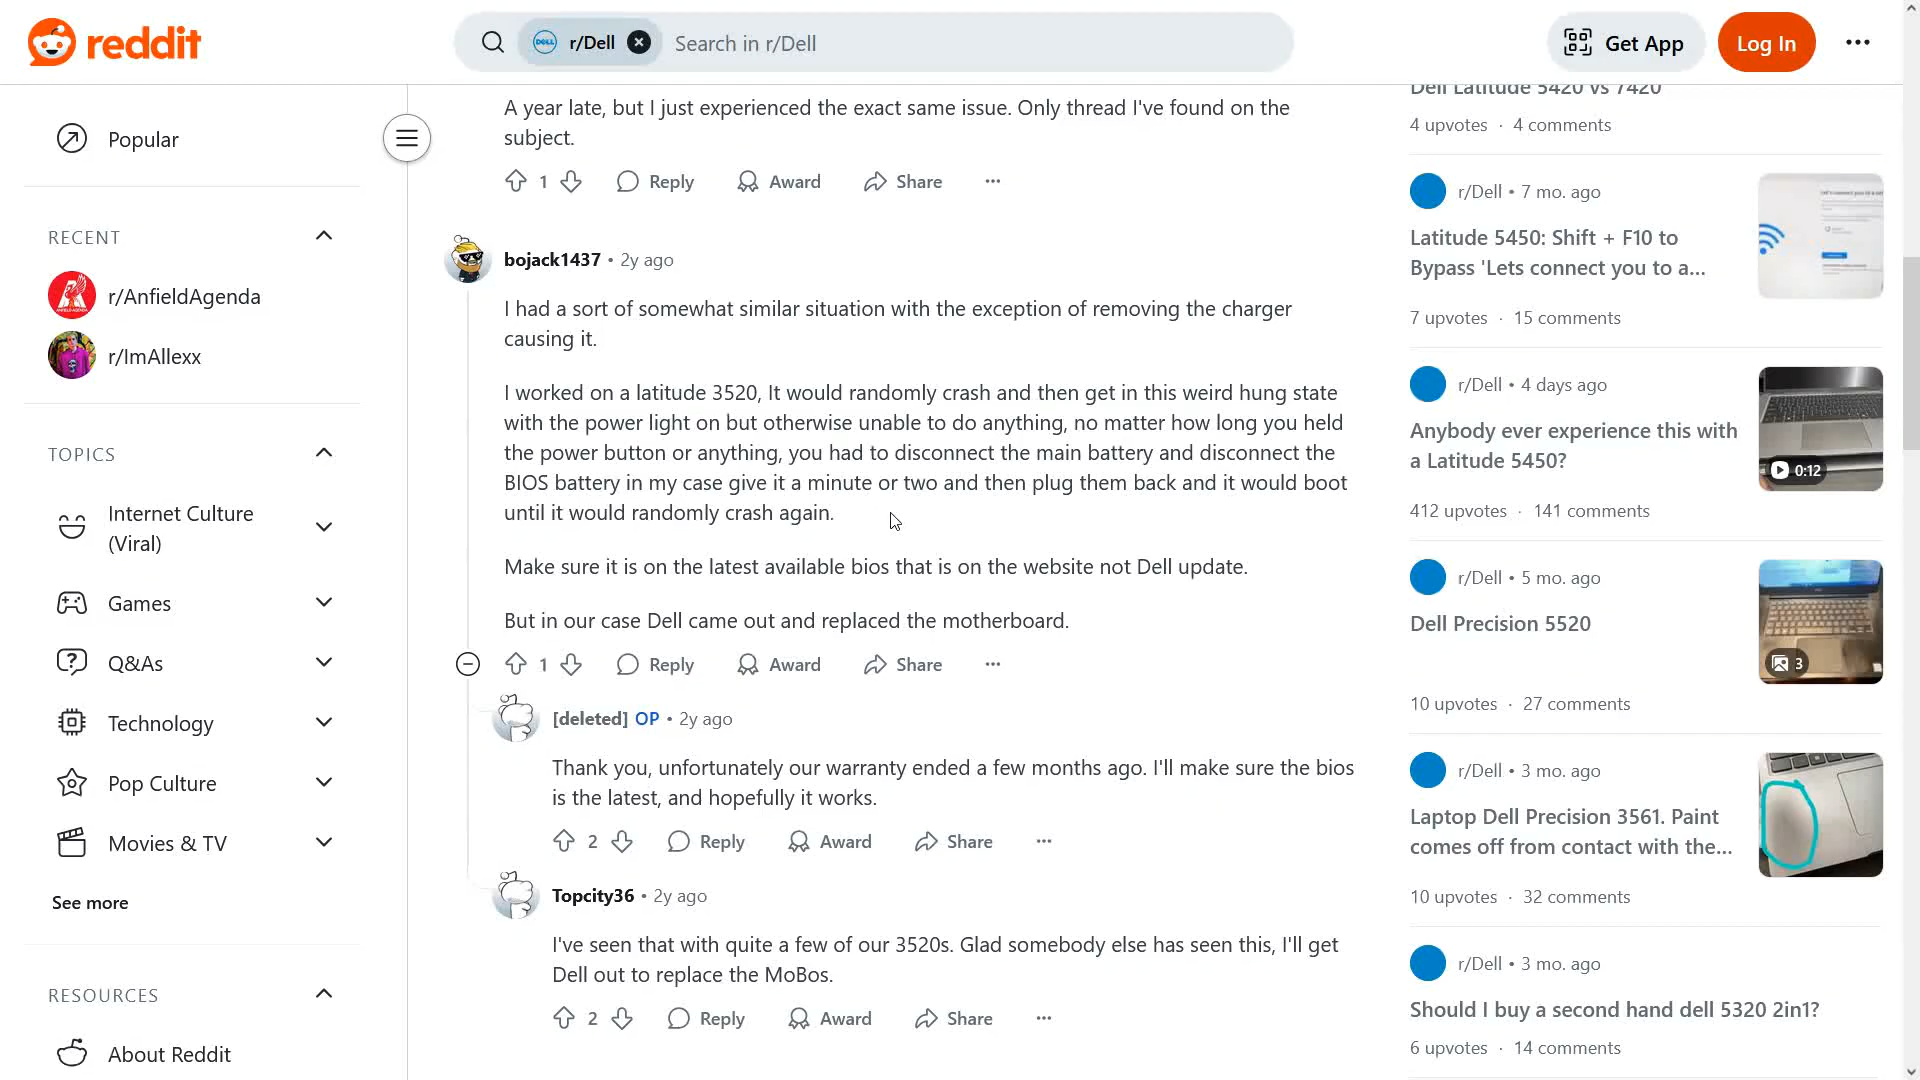 reddit
DELL
r/Dell
Search in r/Dell
Get App
Log In
Popular
RECENT
r/AnfieldAgenda
r/ImAllexx
TOPICS
Internet Culture
(Viral)
Games
Q&As
Technology
Pop Culture
Movies & TV
See more
RESOURCES
About Reddit
A year late, but I just experienced the exact same issue. Only thread I've found on the
subject.
1
Reply
Award
Share
bojack1437 • 2y ago
I had a sort of somewhat similar situation with the exception of removing the charger
causing it.
I worked on a latitude 3520, It would randomly crash and then get in this weird hung state
with the power light on but otherwise unable to do anything, no matter how long you held
the power button or anything, you had to disconnect the main battery and disconnect the
BIOS battery in my case give it a minute or two and then plug them back and it would boot
until it would randomly crash again.
Make sure it is on the latest available bios that is on the website not Dell update.
But in our case Dell came out and replaced the motherboard.
1
Reply
Award
Share
[deleted] OP • 2y ago
Thank you, unfortunately our warranty ended a few months ago. I'll make sure the bios
is the latest, and hopefully it works.
2
Reply
Award
Share
Topcity36 • 2y ago
I've seen that with quite a few of our 3520s. Glad somebody else has seen this, I'll get
Dell out to replace the MoBos.
2
Reply
Award
Share
Dell Latitude 5420 vs 7420
4 upvotes · 4 comments
r/Dell • 7 mo. ago
Latitude 5450: Shift + F10 to
Bypass 'Lets connect you to a...
7 upvotes · 15 comments
r/Dell • 4 days ago
Anybody ever experience this with
a Latitude 5450?
0:12
412 upvotes · 141 comments
r/Dell • 5 mo. ago
Dell Precision 5520
3
10 upvotes · 27 comments
r/Dell • 3 mo. ago
Laptop Dell Precision 3561. Paint
comes off from contact with the...
10 upvotes · 32 comments
r/Dell • 3 mo. ago
Should I buy a second hand dell 5320 2in1?
6 upvotes · 14 comments